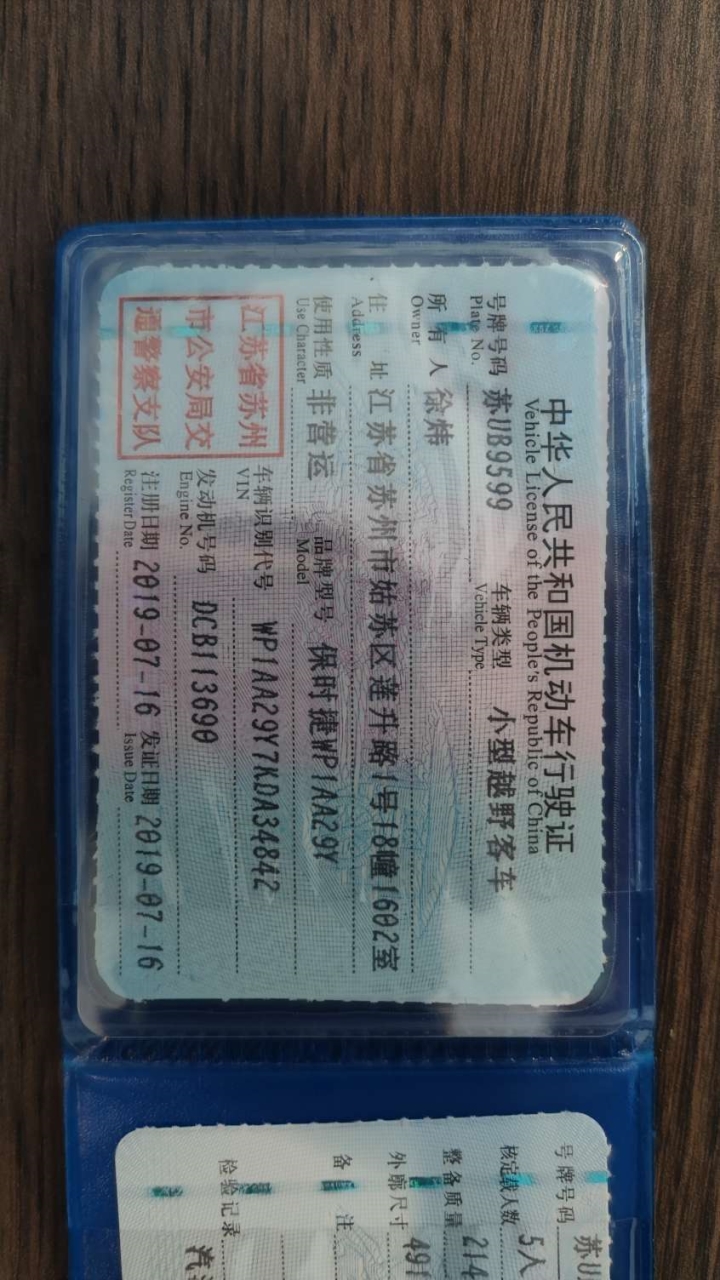 中华人民共和国机动车行驶证
Vehicle License of the People's Republic of China
号牌号码 苏UB9599 车辆类型 小型越野客车
Plate No. Vehicle Type
所有人 徐炜
Owner
住 址 江苏省苏州市姑苏区莲升路1号18幢1602室
Address
使用性质 非营运 品牌型号 保时捷WP1AA29Y
Use Character Model
江苏省苏州
市公安局交
通警察支队
车辆识别代号 WP1AA29Y7KDA34842
VIN
发动机号码 DCB113690
Engine No.
注册日期 2019-07-16 发证日期 2019-07-16
Register Date Issue Date
号牌号码 苏U
核定载人数 5人
整备质量 214
外廓尺寸 491
备 注
检验记录